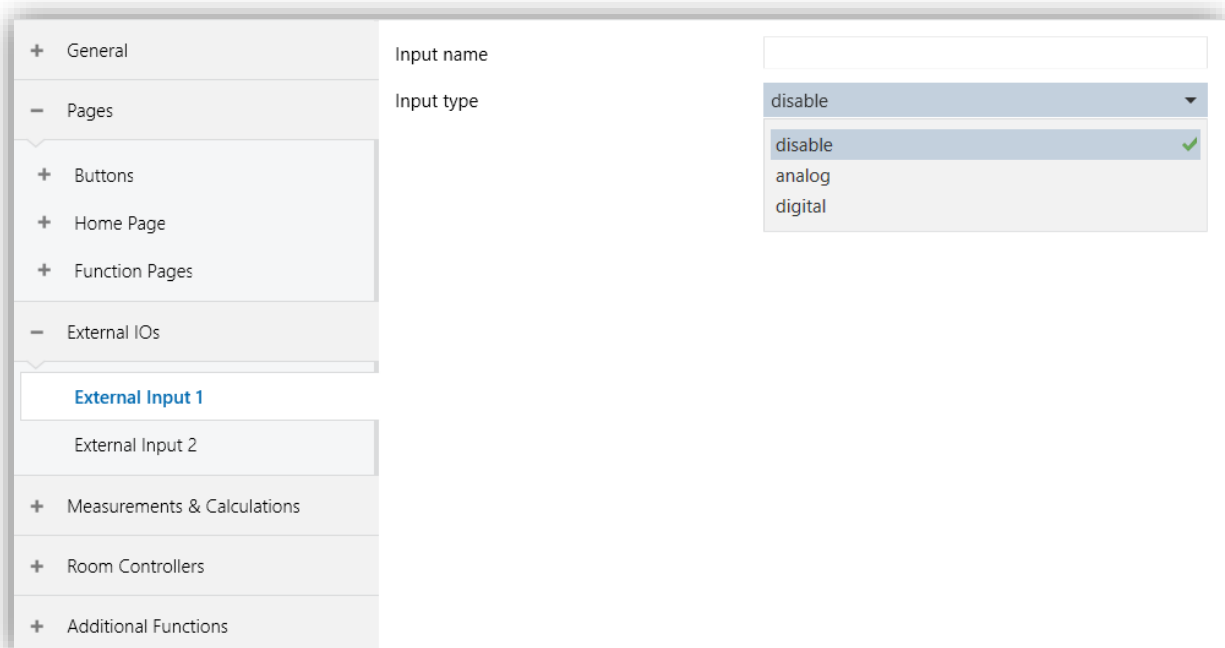 General
Pages
Buttons
Home Page
Function Pages
External IOs
External Input 1
External Input 2
Measurements & Calculations
Room Controllers
Additional Functions
Input name
Input type
disable
disable
analog
digital